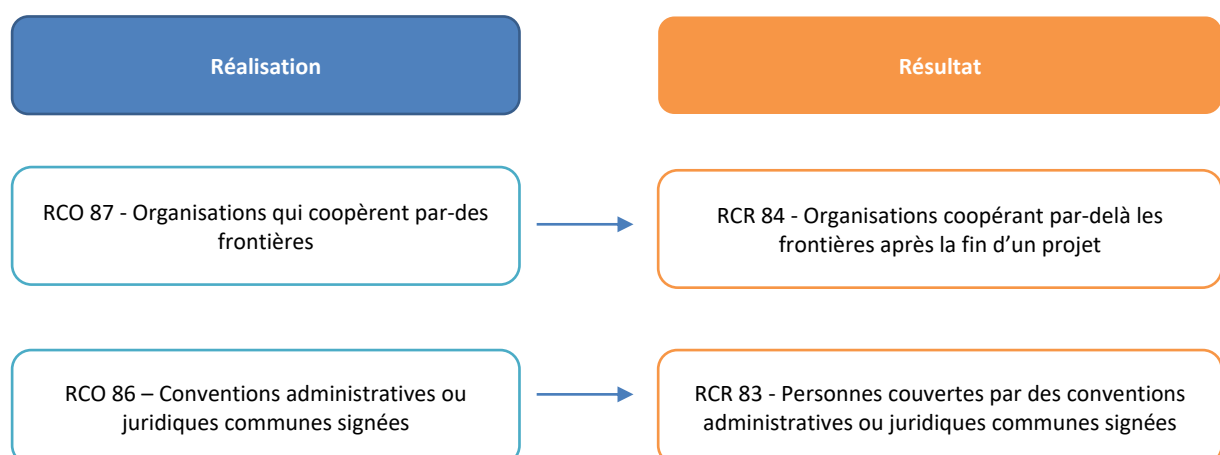 Réalisation
Résultat
RCO 87 - Organisations qui coopèrent par-des
frontières
RCR 84 - Organisations coopérant par-delà les
frontières après la fin d’un projet
RCO 86 – Conventions administratives ou
juridiques communes signées
RCR 83 - Personnes couvertes par des conventions
administratives ou juridiques communes signées